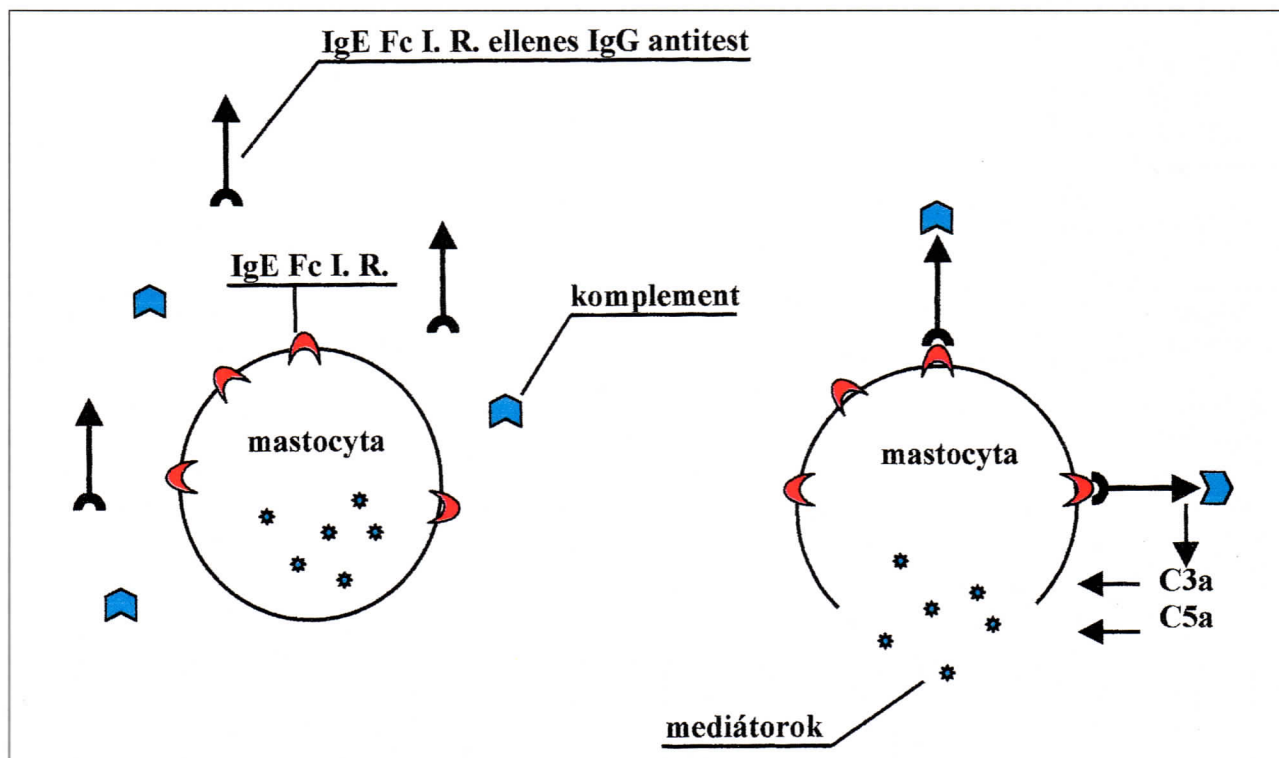 IgE Fc I. R. ellenes IgG antitest
IgE Fc I. R.
komplement
mastocyta
mastocyta
C3a
C5a
mediátorok